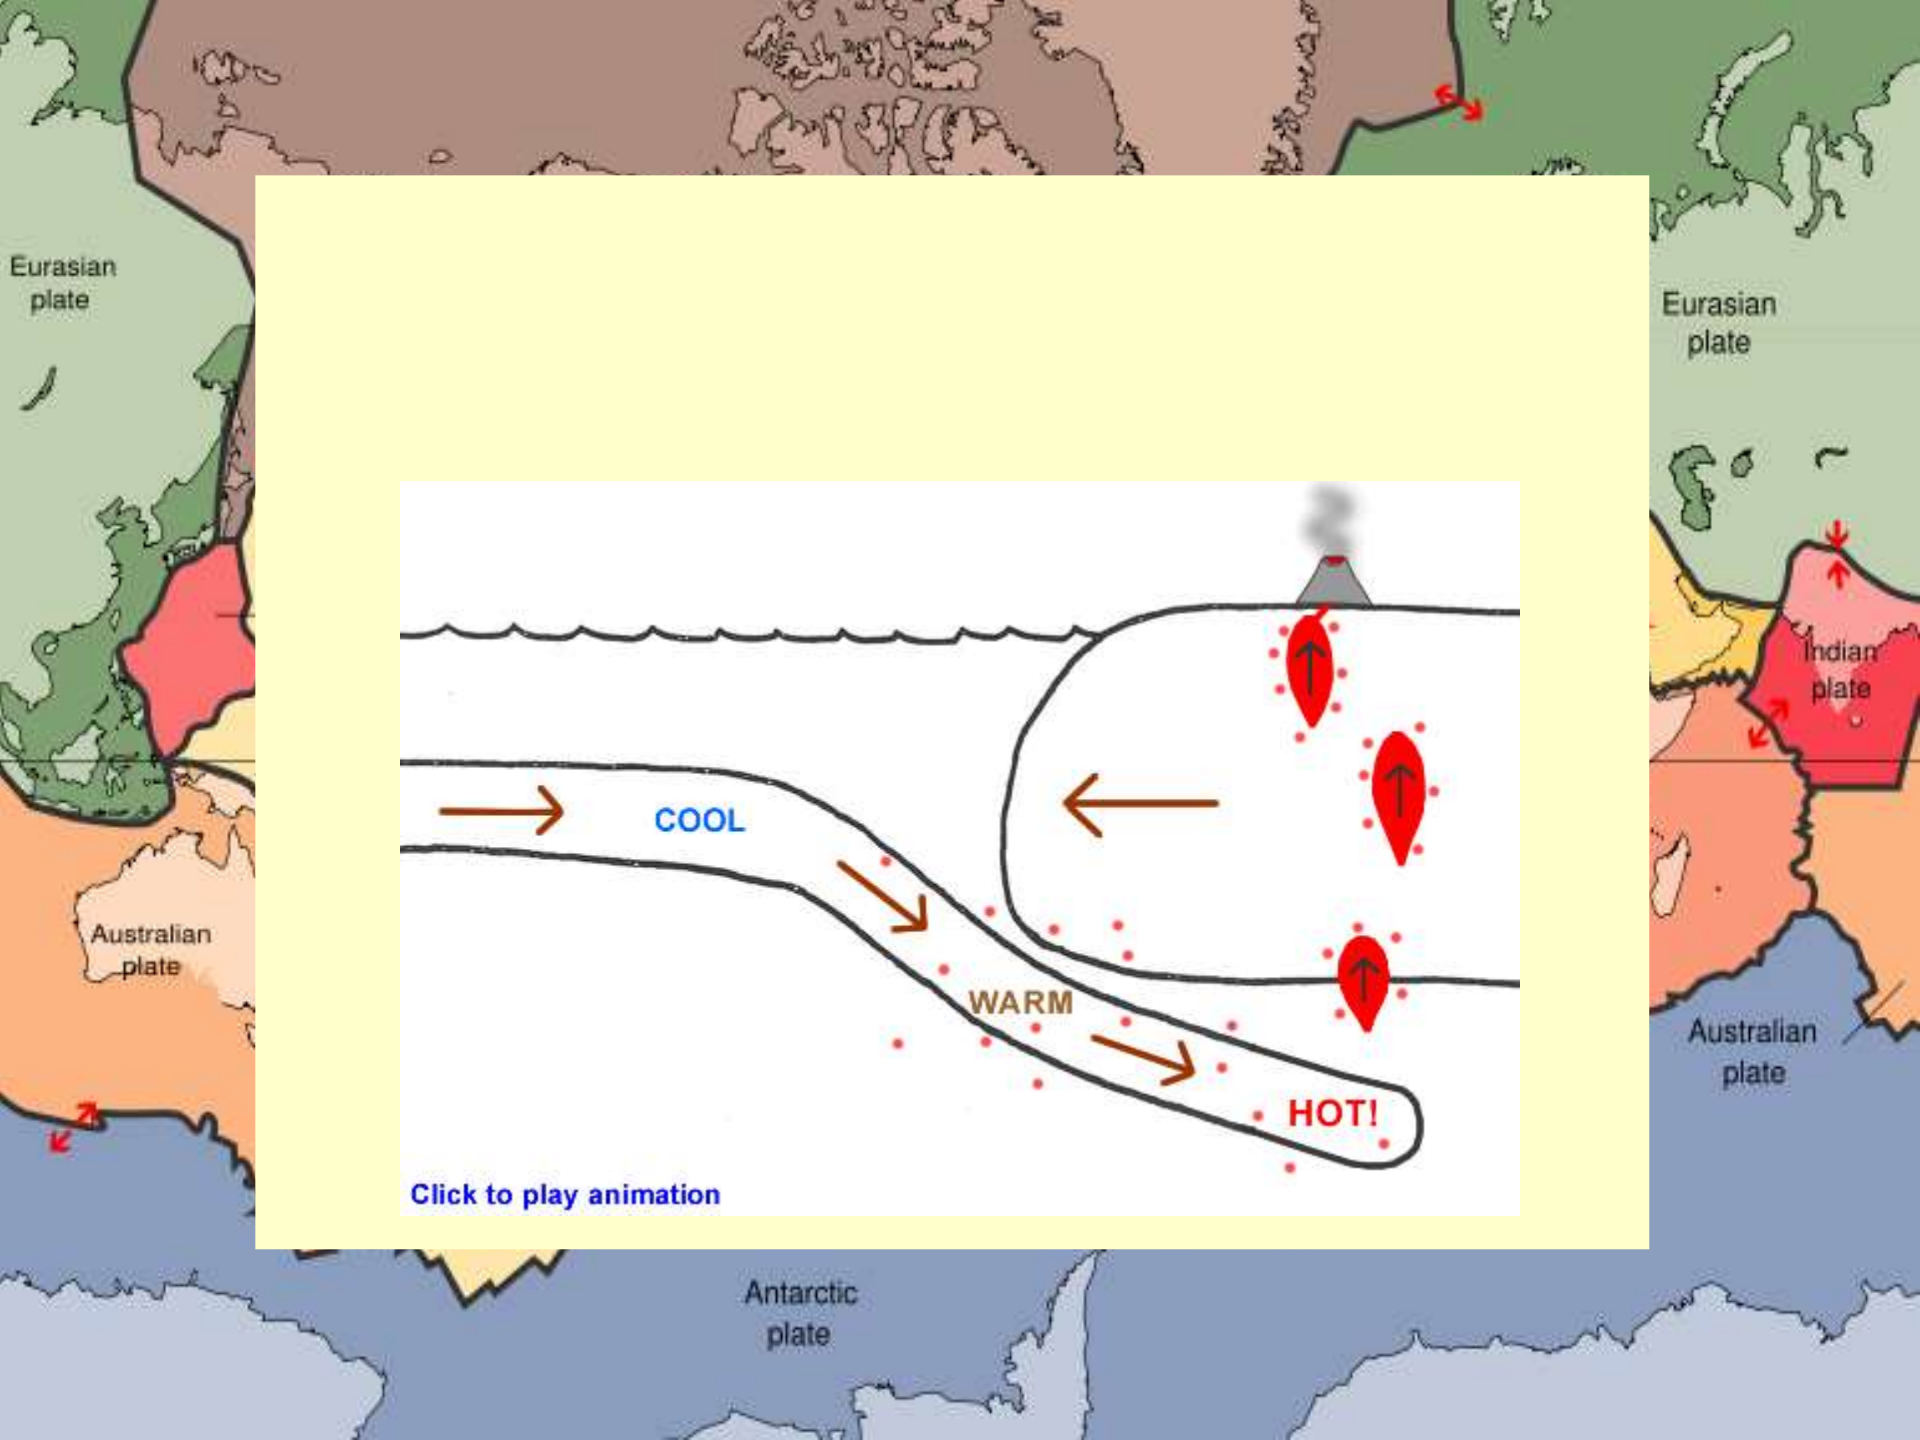 Eurasian
plate
Eurasian
plate
Indian
plate
COOL
Australian
plate
WARM
Australian
plate
HOT!
Click to play animation
Antarctic
plate